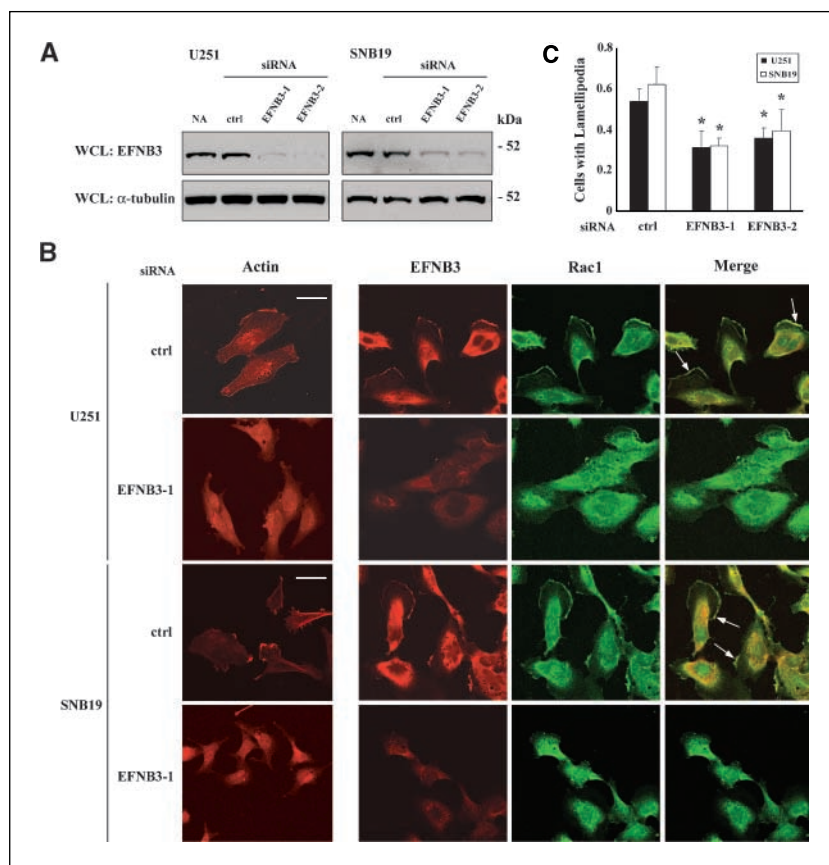 A
U251
SNB19
siRNA
siRNA
NA
ctrl
EFNB3-1
EFNB3-2
NA
ctrl
EFNB3-1
EFNB3-2
kDa
WCL: EFNB3
- 52
WCL: α-tubulin
- 52
C
Cells with Lamellipodia
0.8
0.6
0.4
0.2
0
U251
SNB19
* *
* *
siRNA
ctrl
EFNB3-1
EFNB3-2
B
siRNA
Actin
EFNB3
Rac1
Merge
U251
ctrl
EFNB3-1
SNB19
ctrl
EFNB3-1